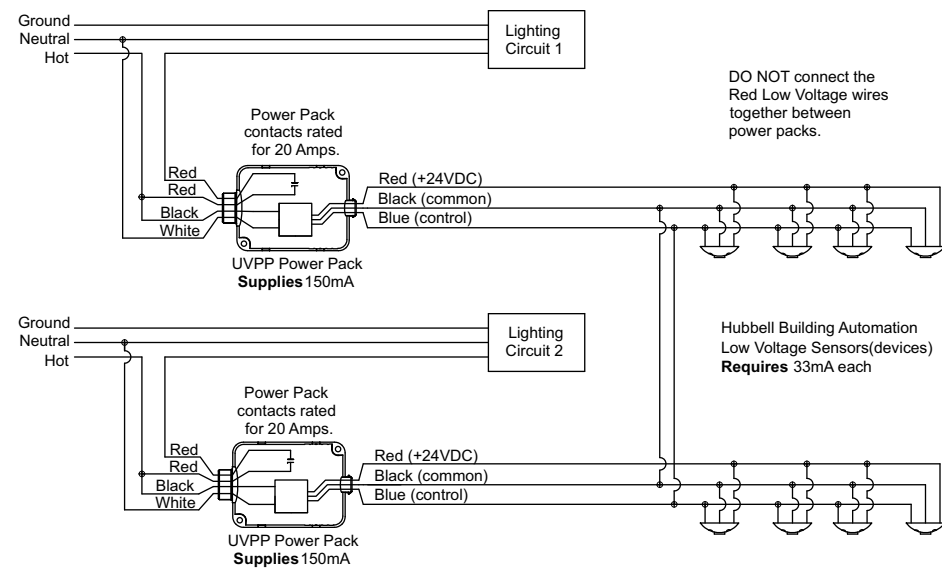 Ground
Neutral
Hot
Lighting
Circuit 1
DO NOT connect the
Red Low Voltage wires
together between
power packs.
Power Pack
contacts rated
for 20 Amps.
Red
Red
Black
White
Red (+24VDC)
Black (common)
Blue (control)
UVPP Power Pack
Supplies 150mA
Ground
Neutral
Hot
Lighting
Circuit 2
Hubbell Building Automation
Low Voltage Sensors(devices)
Requires 33mA each
Power Pack
contacts rated
for 20 Amps.
Red
Red
Black
White
Red (+24VDC)
Black (common)
Blue (control)
UVPP Power Pack
Supplies 150mA